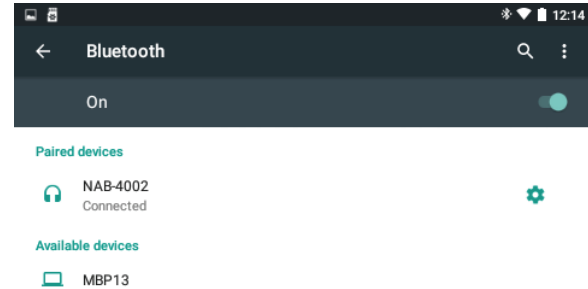 12:14
Bluetooth
On
Paired devices
NAB-4002
Connected
Available devices
MBP13